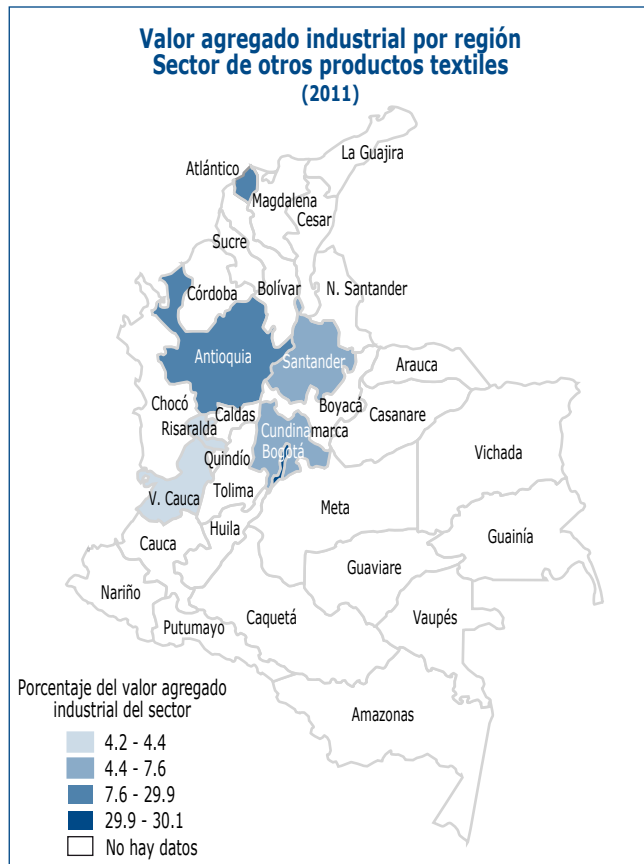 Valor agregado industrial por región
Sector de otros productos textiles
(2011)
La Guajira
Atlántico
Magdalena
Cesar
Sucre
Córdoba
Bolívar
N. Santander
Antioquia
Santander
Arauca
Chocó
Caldas
Boyacá
Casanare
Risaralda
Cundinamarca
Bogotá
Quindío
Vichada
V. Cauca
Tolima
Meta
Huila
Cauca
Guainía
Guaviare
Nariño
Putumayo
Caquetá
Vaupés
Amazonas
Porcentaje del valor agregado
industrial del sector
4.2 - 4.4
4.4 - 7.6
7.6 - 29.9
29.9 - 30.1
No hay datos